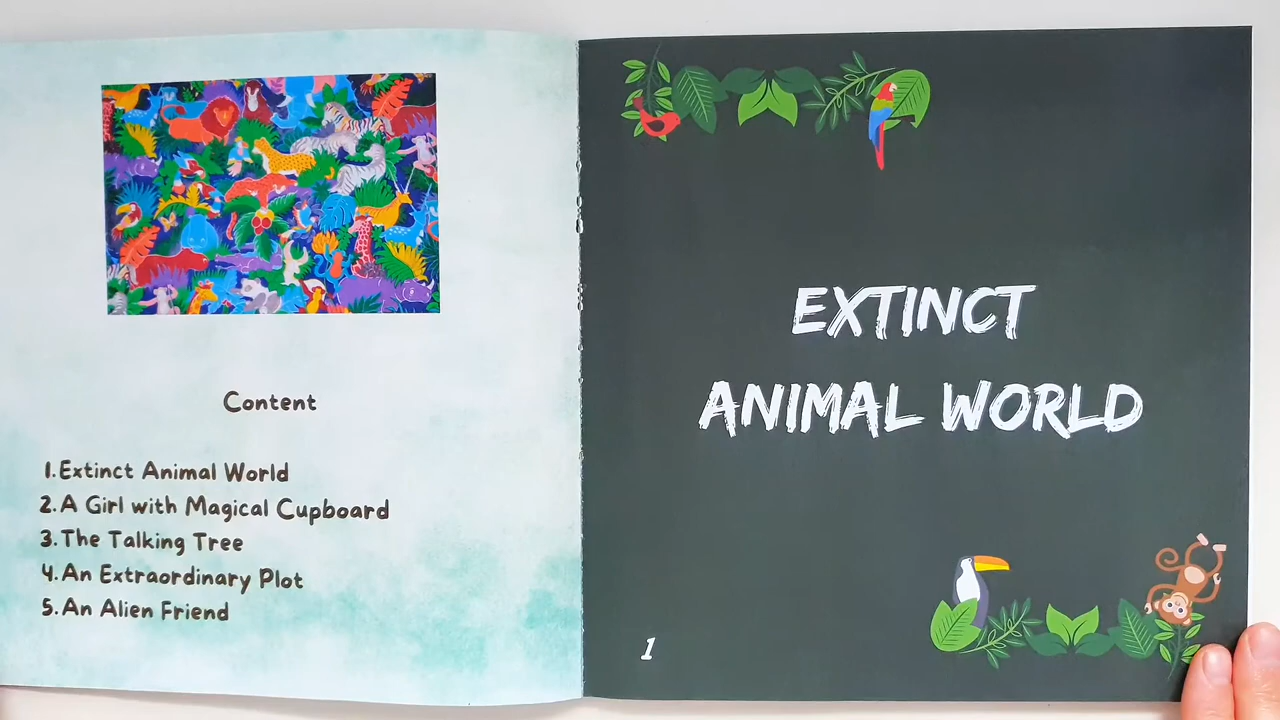 Content
1.Extinct Animal World
2.A Girl with Magical Cupboard
3.The Talking Tree
4.An Extraordinary Plot
5.An Alien Friend
EXTINCT
ANIMAL WORLD
1